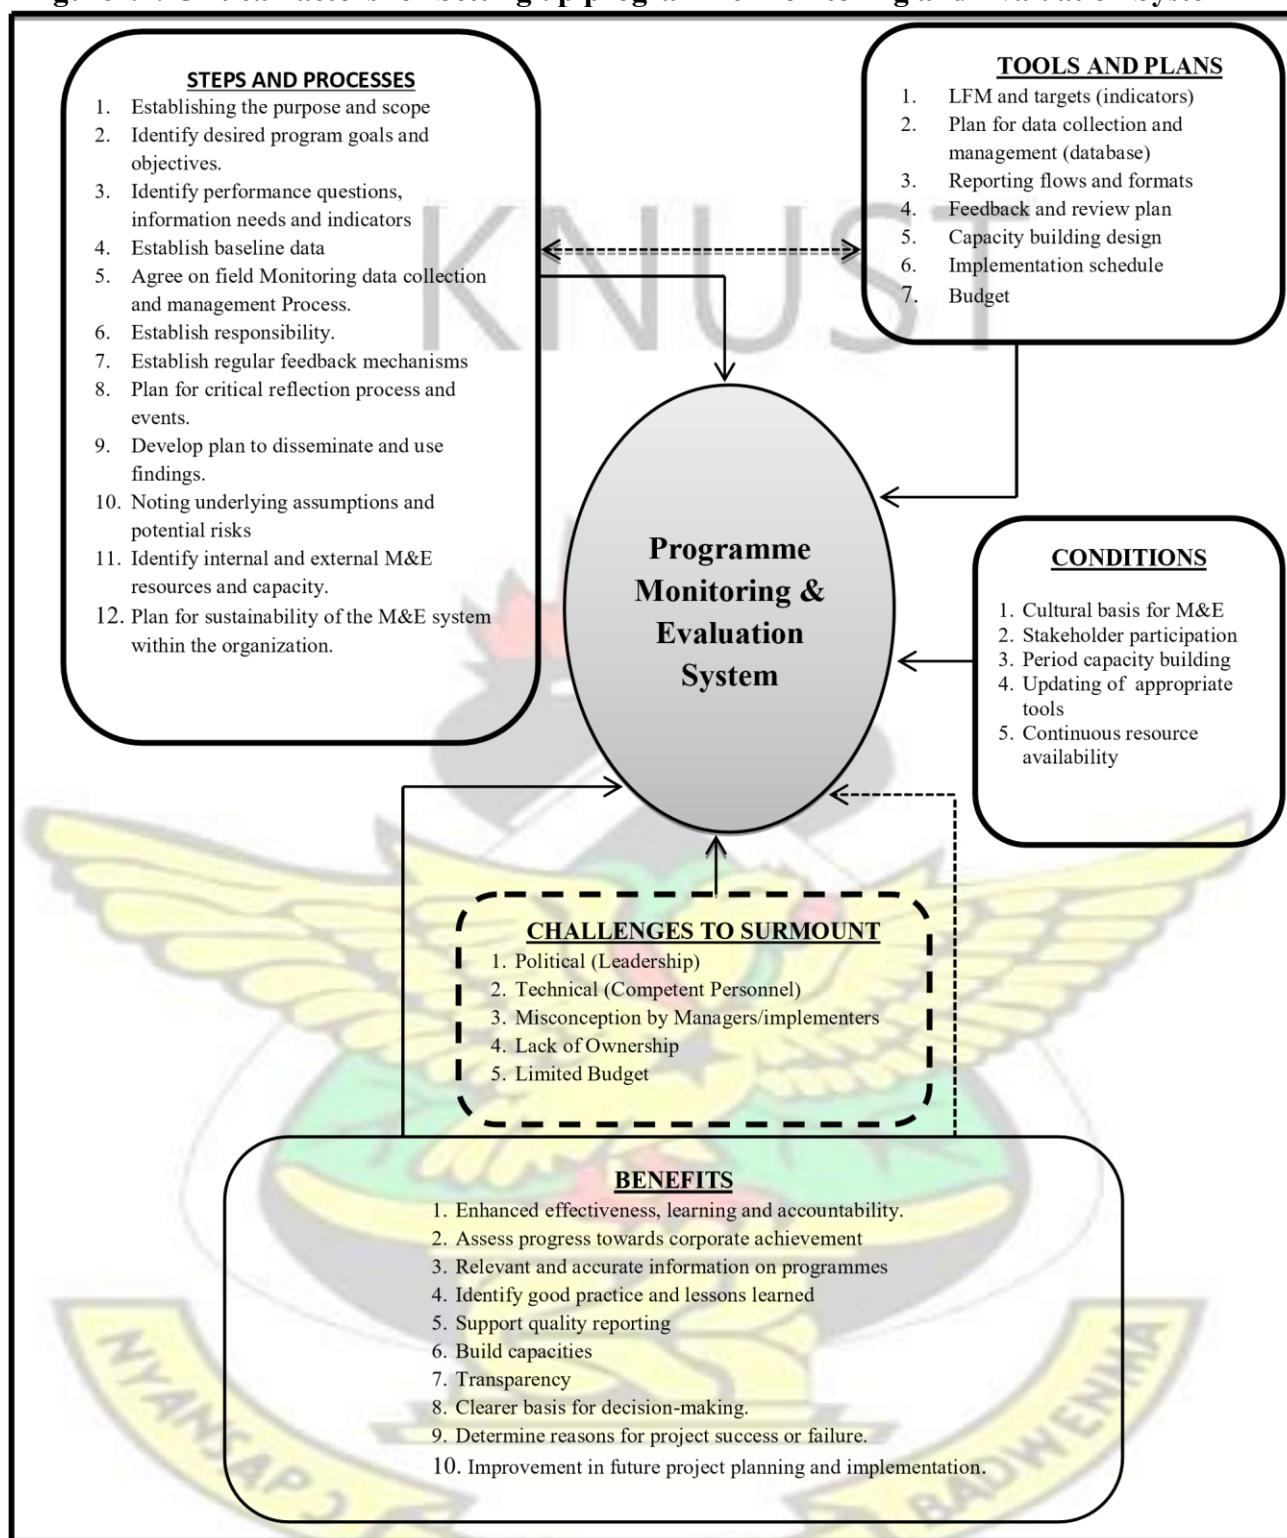 STEPS AND PROCESSES
1. Establishing the purpose and scope
2. Identify desired program goals and
objectives.
3. Identify performance questions,
information needs and indicators
4. Establish baseline data
5. Agree on field Monitoring data collection
and management Process.
6. Establish responsibility.
7. Establish regular feedback mechanisms
8. Plan for critical reflection process and
events.
9. Develop plan to disseminate and use
findings.
10. Noting underlying assumptions and
potential risks
11. Identify internal and external M&E
resources and capacity.
12. Plan for sustainability of the M&E system
within the organization.
TOOLS AND PLANS
1. LFM and targets (indicators)
2. Plan for data collection and
management (database)
3. Reporting flows and formats
4. Feedback and review plan
5. Capacity building design
6. Implementation schedule
7. Budget
KNUST
Programme
Monitoring &
Evaluation
System
CONDITIONS
1. Cultural basis for M&E
2. Stakeholder participation
3. Period capacity building
4. Updating of appropriate
tools
5. Continuous resource
availability
CHALLENGES TO SURMOUNT
1. Political (Leadership)
2. Technical (Competent Personnel)
3. Misconception by Managers/implementers
4. Lack of Ownership
5. Limited Budget
BENEFITS
1. Enhanced effectiveness, learning and accountability.
2. Assess progress towards corporate achievement
3. Relevant and accurate information on programmes
4. Identify good practice and lessons learned
5. Support quality reporting
6. Build capacities
7. Transparency
8. Clearer basis for decision-making.
9. Determine reasons for project success or failure.
10. Improvement in future project planning and implementation.
NYANSAPƆ
BADWENMA